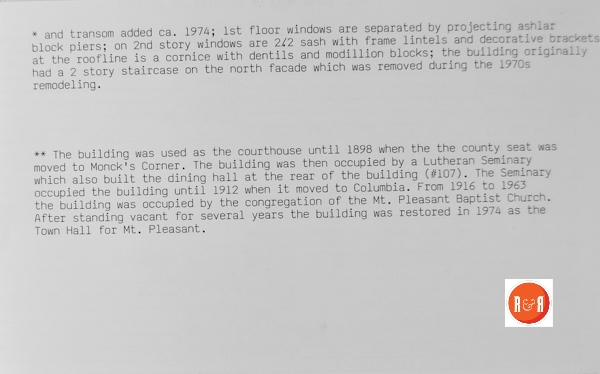 * and transom added ca. 1974; 1st floor windows are separated by projecting ashlar
block piers; on 2nd story windows are 2/2 sash with frame lintels and decorative brackets
at the roofline is a cornice with dentils and modillion blocks; the building originally
had a 2 story staircase on the north facade which was removed during the 1970s
remodeling.
** The building was used as the courthouse until 1898 when the the county seat was
moved to Monck's Corner. The building was then occupied by a Lutheran Seminary
which also built the dining hall at the rear of the building (#107). The Seminary
occupied the building until 1912 when it moved to Columbia. From 1916 to 1963
the building was occupied by the congregation of the Mt. Pleasant Baptist Church.
After standing vacant for several years the building was restored in 1974 as the
Town Hall for Mt. Pleasant.
R&R